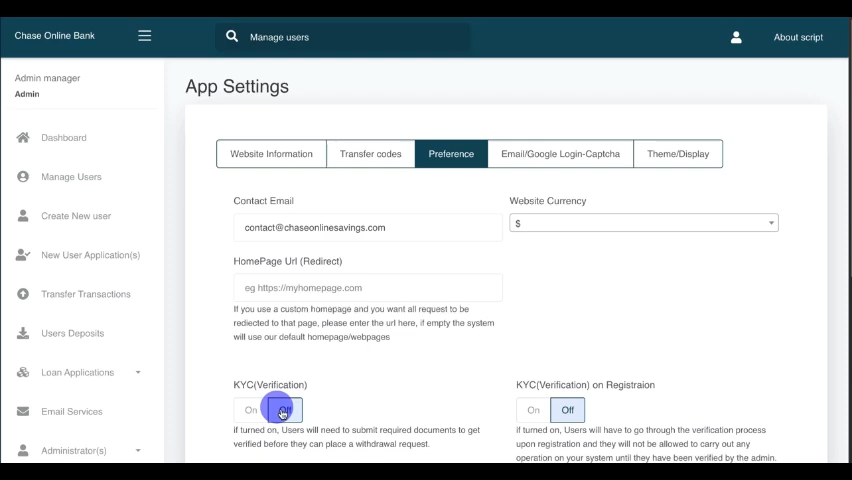 Chase Online Bank
Manage users
About script
Admin manager
Admin
Dashboard
Manage Users
Create New user
New User Application(s)
Transfer Transactions
Users Deposits
Loan Applications
Email Services
Administrator(s)
App Settings
Website Information
Transfer codes
Preference
Email/Google Login-Captcha
Theme/Display
Contact Email
contact@chaseonlinesavings.com
Website Currency
$
HomePage Url (Redirect)
eg https://myhomepage.com
If you use a custom homepage and you want all request to be
rediected to that page, please enter the url here, if empty the system
will use our default homepage/webpages
KYC(Verification)
On
Off
if turned on, Users will need to submit required documents to get
verified before they can place a withdrawal request.
KYC(Verification) on Registraion
On
Off
if turned on, Users will have to go through the verification process
upon registration and they will not be allowed to carry out any
operation on your system until they have been verified by the admin.